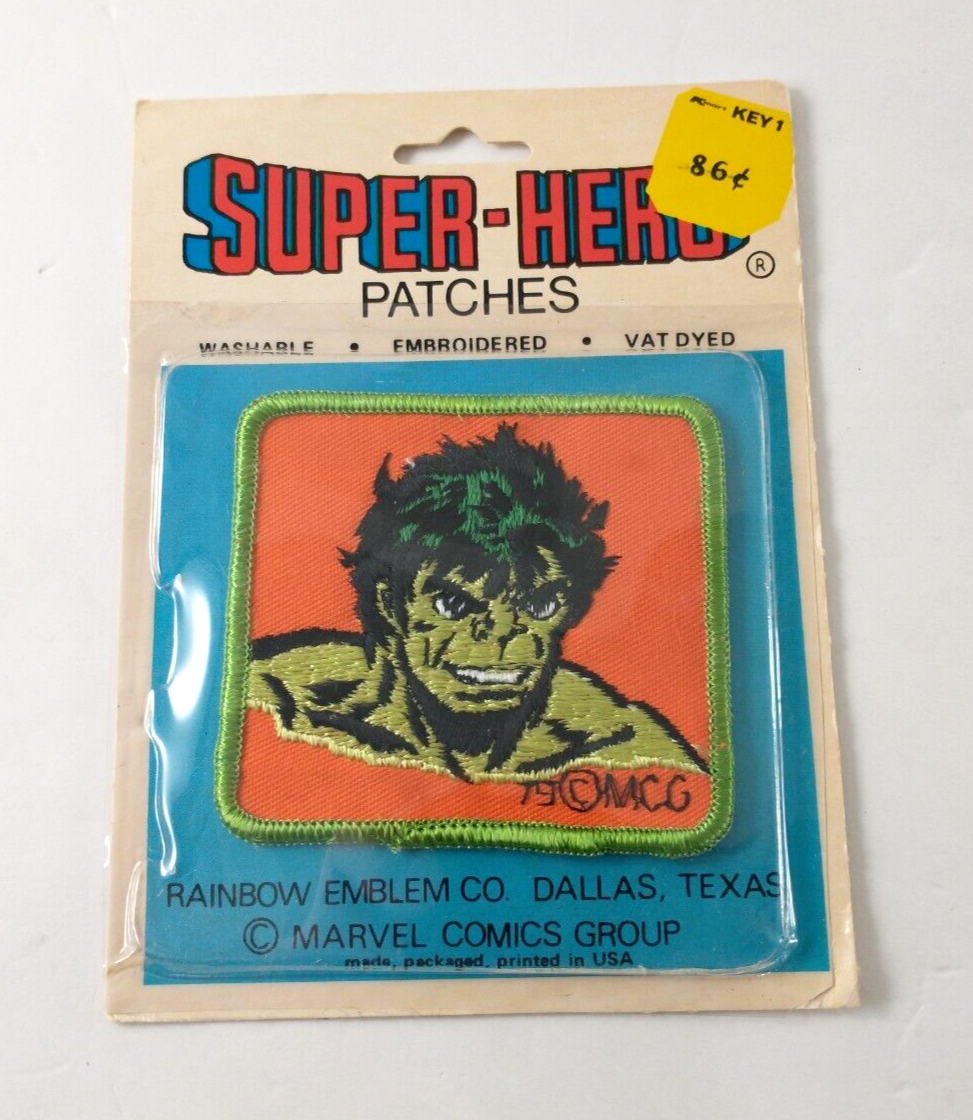 Kmart KEY 1
86¢
SUPER-HERO
®
PATCHES
WASHABLE • EMBROIDERED • VAT DYED
79©MCG
RAINBOW EMBLEM CO. DALLAS, TEXAS
© MARVEL COMICS GROUP
made, packaged, printed in USA